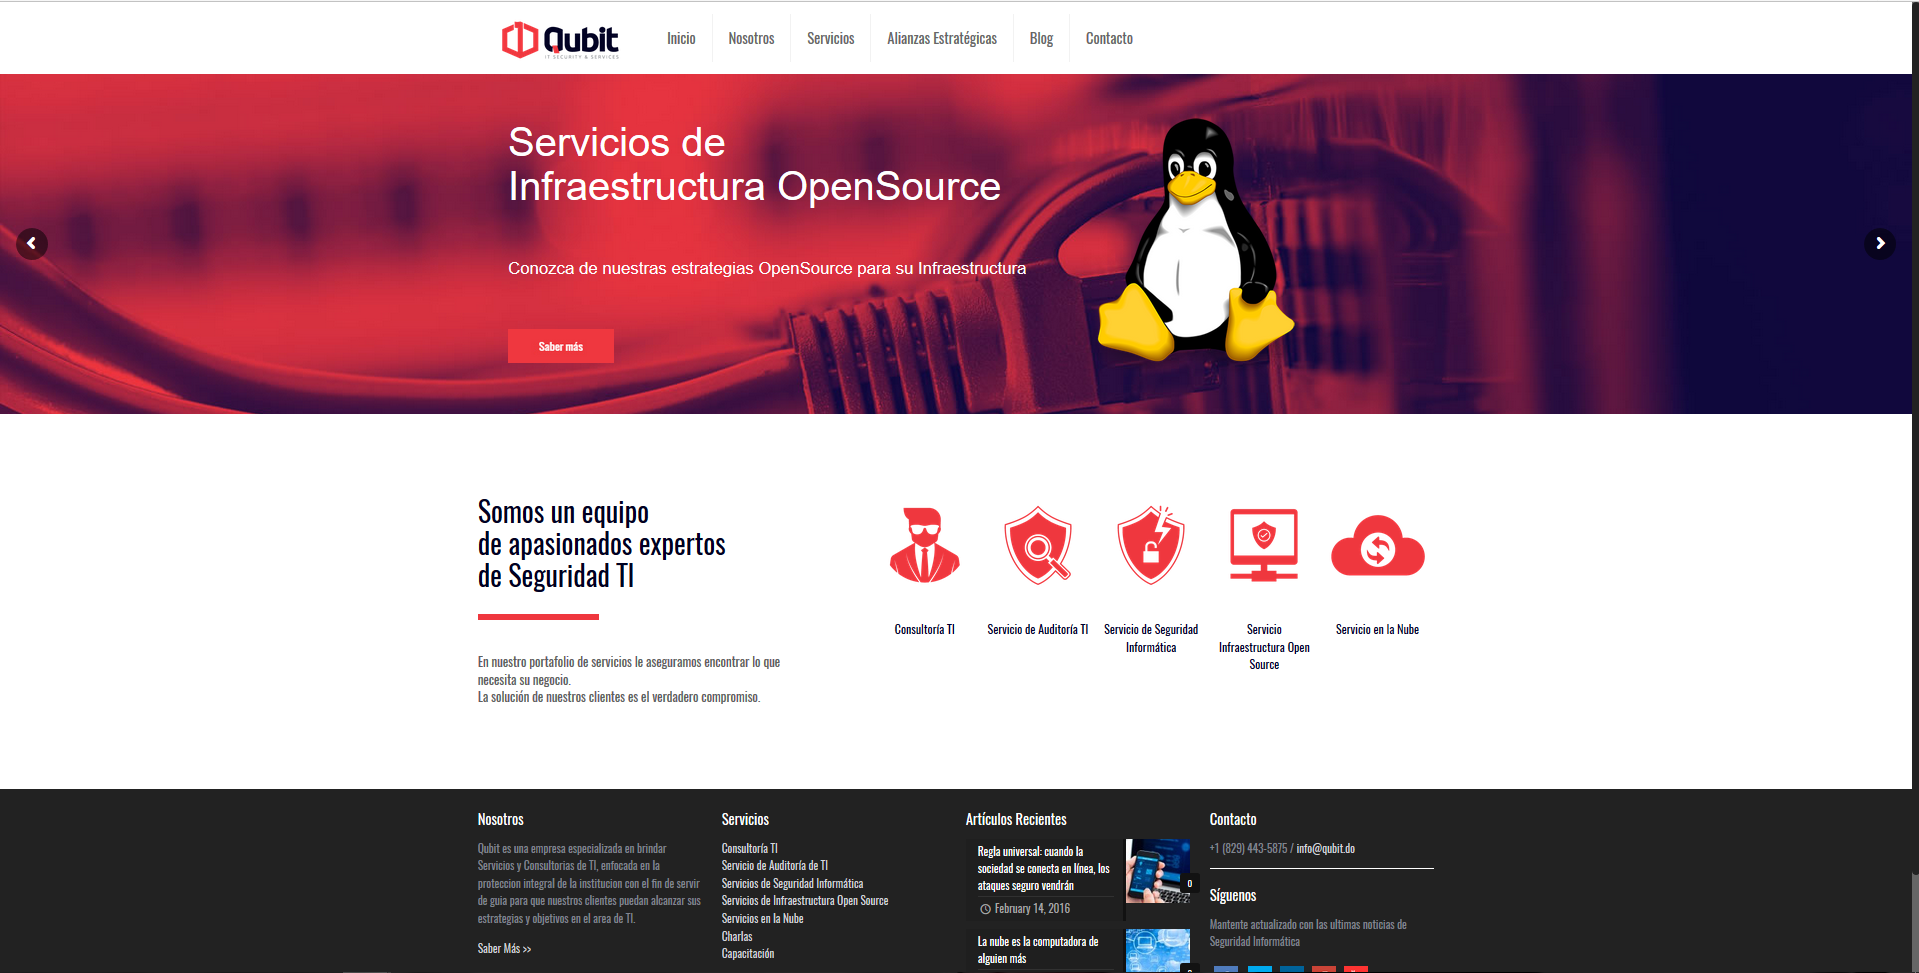 Qubit
IT SECURITY & SERVICES
Inicio
Nosotros
Servicios
Alianzas Estratégicas
Blog
Contacto
Servicios de
Infraestructura OpenSource
Conozca de nuestras estrategias OpenSource para su Infraestructura
Saber más
Somos un equipo
de apasionados expertos
de Seguridad TI
En nuestro portafolio de servicios le aseguramos encontrar lo que
necesita su negocio.
La solución de nuestros clientes es el verdadero compromiso.
Consultoría TI
Servicio de Auditoría TI
Servicio de Seguridad
Informática
Servicio
Infraestructura Open
Source
Servicio en la Nube
Nosotros
Qubit es una empresa especializada en brindar
Servicios y Consultorias de TI, enfocada en la
proteccion integral de la institucion con el fin de servir
de guia para que nuestros clientes puedan alcanzar sus
estrategias y objetivos en el area de TI.
Saber Más >>
Servicios
Consultoría TI
Servicio de Auditoría de TI
Servicios de Seguridad Informática
Servicios de Infraestructura Open Source
Servicios en la Nube
Charlas
Capacitación
Artículos Recientes
Regla universal: cuando la
sociedad se conecta en línea, los
ataques seguro vendrán
0
February 14, 2016
La nube es la computadora de
alguien más
Contacto
+1 (829) 443-5875 / info@qubit.do
Síguenos
Mantente actualizado con las ultimas noticias de
Seguridad Informática